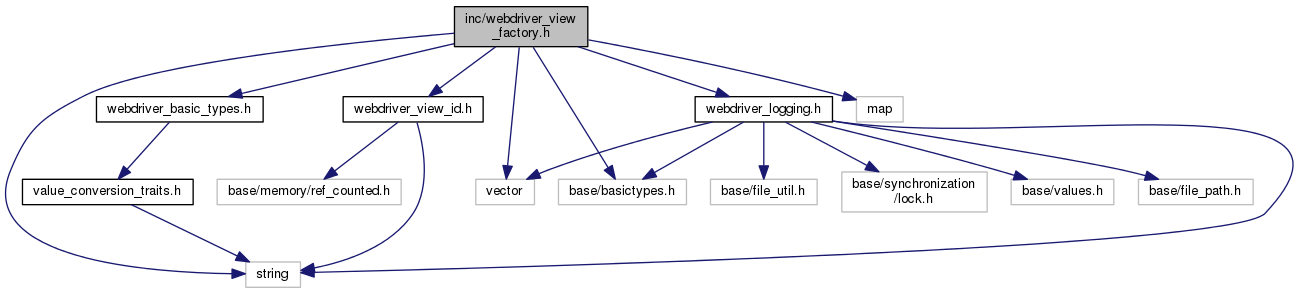 inc/webdriver_view
_factory.h
webdriver_basic_types.h
webdriver_view_id.h
webdriver_logging.h
map
value_conversion_traits.h
base/memory/ref_counted.h
vector
base/basictypes.h
base/file_util.h
base/synchronization
/lock.h
base/values.h
base/file_path.h
string